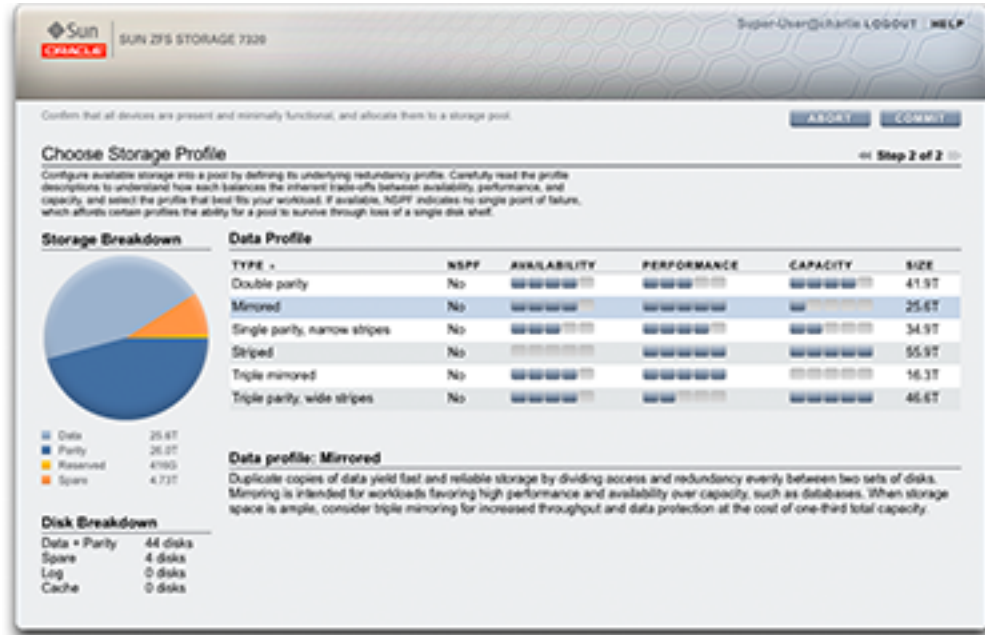 Sun
ORACLE
SUN ZFS STORAGE 7320
Super-User@charlie LOGOUT HELP
Confirm that all devices are present and minimally functional, and allocate them to a storage pool.
ABORT COMMIT
Choose Storage Profile
Step 2 of 2
Configure available storage into a pool by defining its underlying redundancy profile. Carefully read the profile
descriptions to understand how each balances the inherent trade-offs between availability, performance, and
capacity, and select the profile that best fits your workload. If available, NSPF indicates no single point of failure,
which affords certain profiles the ability for a pool to survive through loss of a single disk shelf.
Storage Breakdown
Data 25.6T
Parity 26.0T
Reserved 416G
Spare 4.73T
Disk Breakdown
Data + Parity 44 disks
Spare 4 disks
Log 0 disks
Cache 0 disks
Data Profile
TYPE NSPF AVAILABILITY PERFORMANCE CAPACITY SIZE
Double parity No 41.9T
Mirrored No 25.6T
Single parity, narrow stripes No 34.9T
Striped No 55.9T
Triple mirrored No 16.3T
Triple parity, wide stripes No 46.6T
Data profile: Mirrored
Duplicate copies of data yield fast and reliable storage by dividing access and redundancy evenly between two sets of disks.
Mirroring is intended for workloads favoring high performance and availability over capacity, such as databases. When storage
space is ample, consider triple mirroring for increased throughput and data protection at the cost of one-third total capacity.